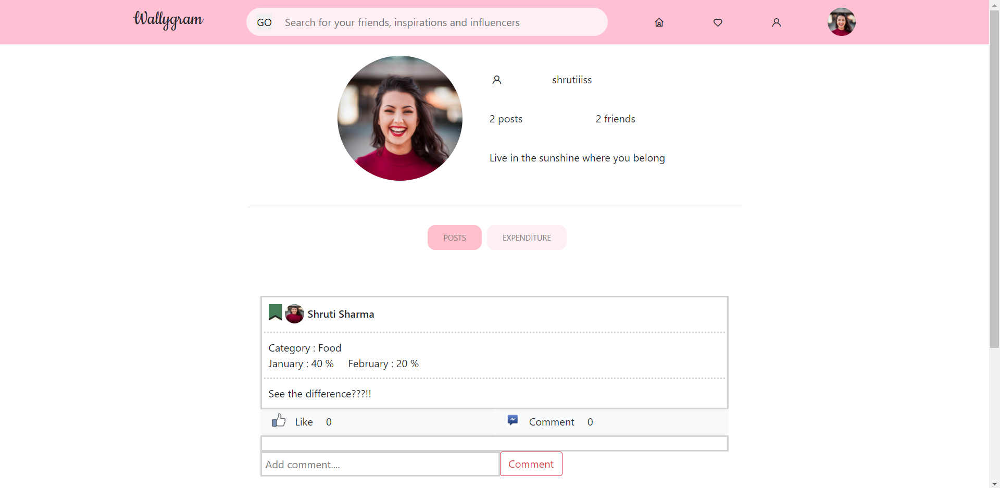 Wallygram
GO Search for your friends, inspirations and influencers
shrutiiiss
2 posts 2 friends
Live in the sunshine where you belong
POSTS EXPENDITURE
Shruti Sharma
Category : Food
January : 40 % February : 20 %
See the difference???!!
Like 0 Comment 0
Add comment.... Comment